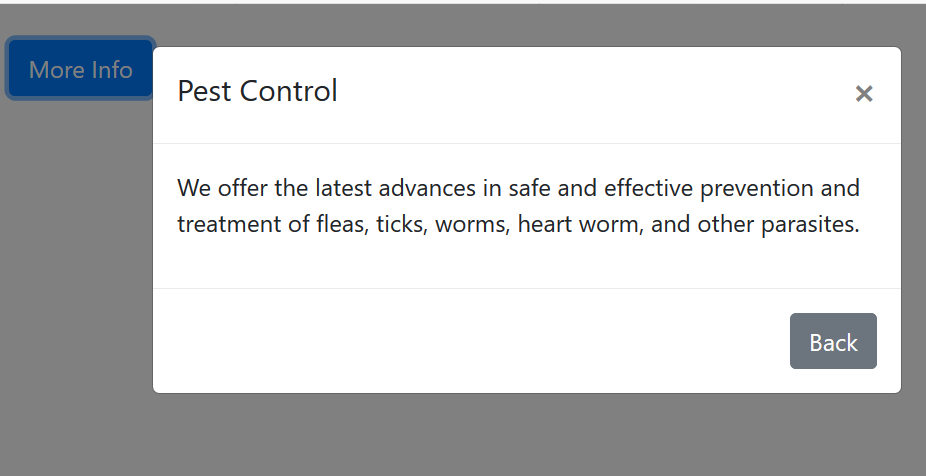 More Info
Pest Control
×
We offer the latest advances in safe and effective prevention and
treatment of fleas, ticks, worms, heart worm, and other parasites.
Back